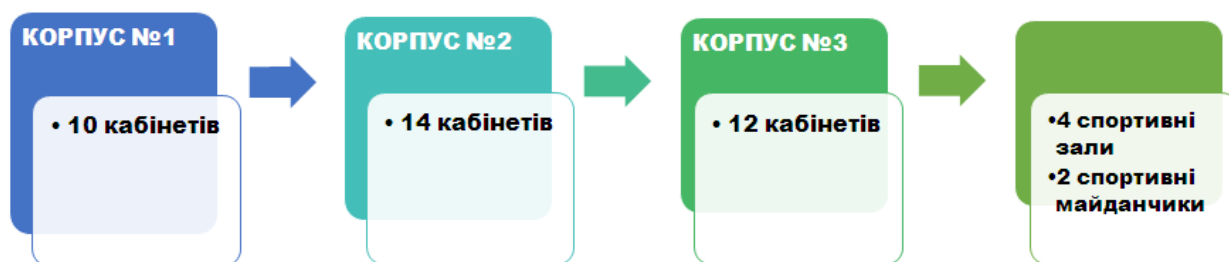 КОРПУС №1
• 10 кабінетів
КОРПУС №2
• 14 кабінетів
КОРПУС №3
• 12 кабінетів
•4 спортивні
зали
•2 спортивні
майданчики